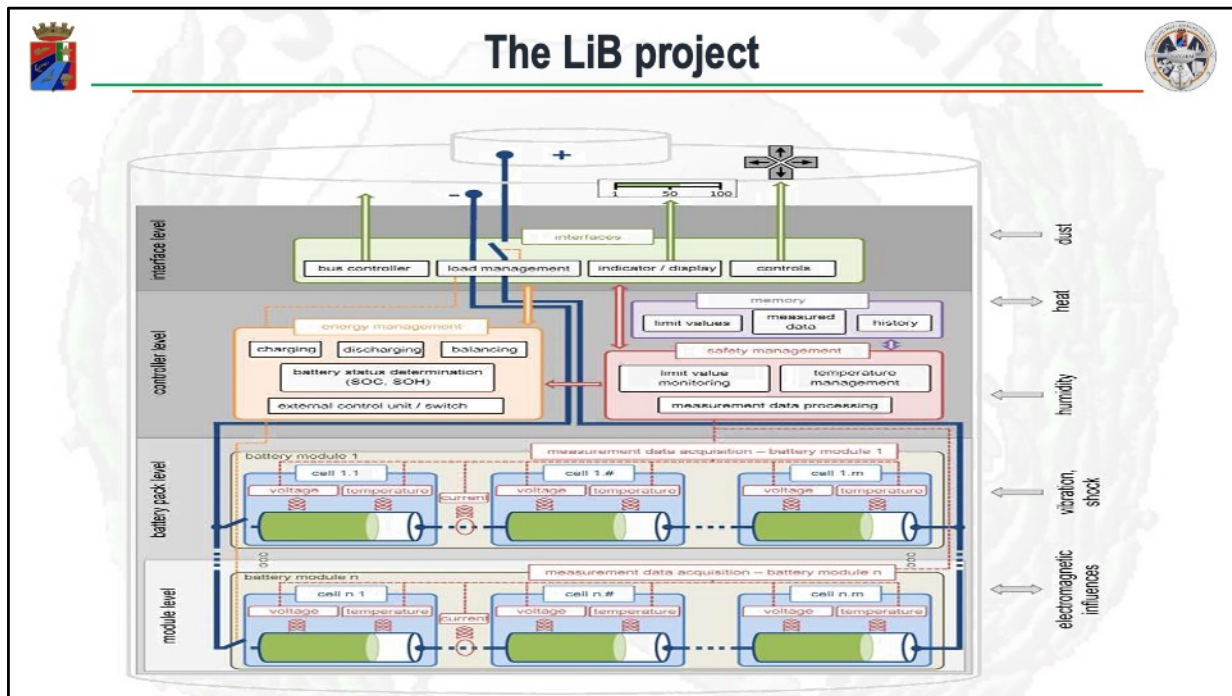 The LiB project
+
-
1 50 100
interface level
interfaces
bus controller
load management
indicator / display
controls
dust
controller level
memory
limit values
measured
data
history
heat
energy management
charging
discharging
balancing
battery status determination
(SOC, SOH)
external control unit / switch
safety management
limit value
monitoring
temperature
management
measurement data processing
humidity
battery pack level
battery module 1
measurement data acquisition – battery module 1
cell 1.1
cell 1.#
cell 1.m
voltage
temperature
current
voltage
temperature
voltage
temperature
vibration,
shock
module level
battery module n
measurement data acquisition – battery module n
cell n.1
cell n.#
cell n.m
voltage
temperature
current
voltage
temperature
voltage
temperature
electromagnetic
influences